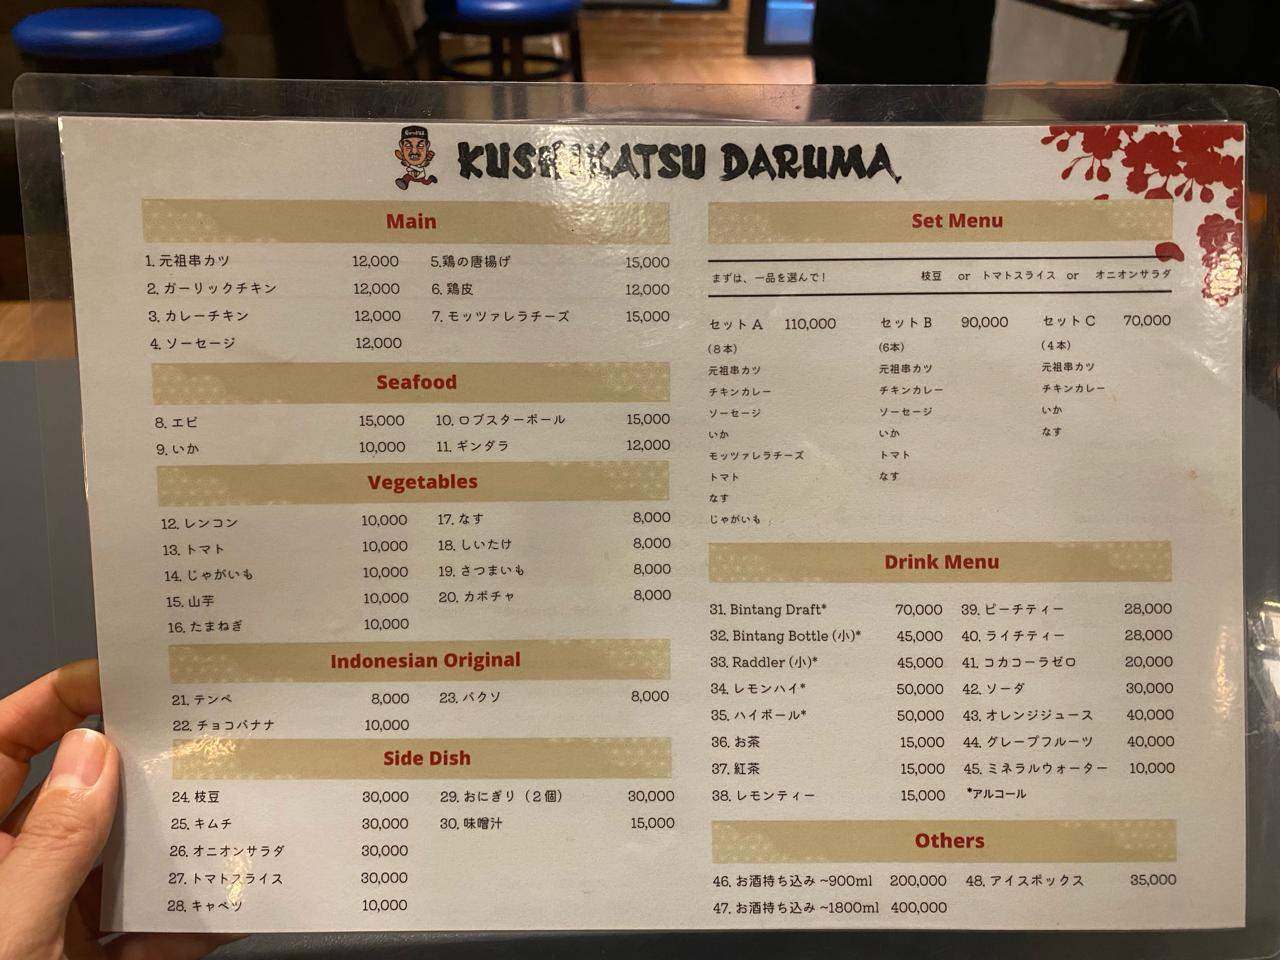 KUSHIKATSU DARUMA
Main
1. 元祖串カツ 12,000
2. ガーリックチキン 12,000
3. カレーチキン 12,000
4. ソーセージ 12,000
5.鶏の唐揚げ 15,000
6. 鶏皮 12,000
7. モッツァレラチーズ 15,000
Seafood
8. エビ 15,000
9. いか 10,000
10. ロブスターボール 15,000
11. ギンダラ 12,000
Vegetables
12. レンコン 10,000
13. トマト 10,000
14. じゃがいも 10,000
15. 山芋 10,000
16. たまねぎ 10,000
17. なす 8,000
18. しいたけ 8,000
19. さつまいも 8,000
20. カボチャ 8,000
Indonesian Original
21. テンペ 8,000
22. チョコバナナ 10,000
23. バクソ 8,000
Side Dish
24. 枝豆 30,000
25. キムチ 30,000
26. オニオンサラダ 30,000
27. トマトスライス 30,000
28. キャベツ 10,000
29. おにぎり（２個） 30,000
30. 味噌汁 15,000
Set Menu
まずは、一品を選んで！ 枝豆 or トマトスライス or オニオンサラダ
セット A 110,000
(８本)
元祖串カツ
チキンカレー
ソーセージ
いか
モッツァレラチーズ
トマト
なす
じゃがいも
セット B 90,000
(6本)
元祖串カツ
チキンカレー
ソーセージ
いか
トマト
なす
セット C 70,000
(４本)
元祖串カツ
チキンカレー
いか
なす
Drink Menu
31. Bintang Draft* 70,000
32. Bintang Bottle (小)* 45,000
33. Raddler (小)* 45,000
34. レモンハイ* 50,000
35. ハイボール* 50,000
36. お茶 15,000
37. 紅茶 15,000
38. レモンティー 15,000
39. ピーチティー 28,000
40. ライチティー 28,000
41. コカコーラゼロ 20,000
42. ソーダ 30,000
43. オレンジジュース 40,000
44. グレープフルーツ 40,000
45. ミネラルウォーター 10,000
*アルコール
Others
46. お酒持ち込み ~900ml 200,000
47. お酒持ち込み ~1800ml 400,000
48. アイスボックス 35,000